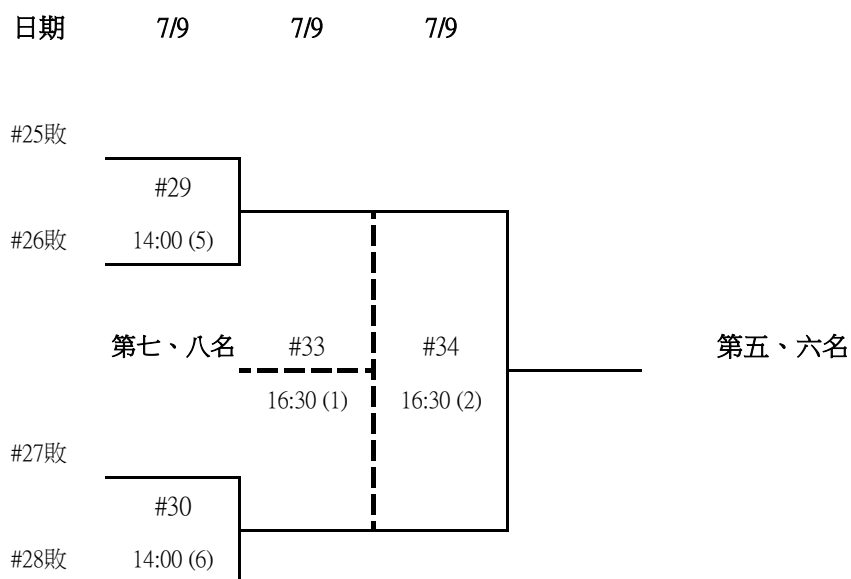 日期 7/9 7/9 7/9
#25敗
#29
#26敗 14:00 (5)
第七、八名 #33 #34 第五、六名
16:30 (1) 16:30 (2)
#27敗
#30
#28敗 14:00 (6)